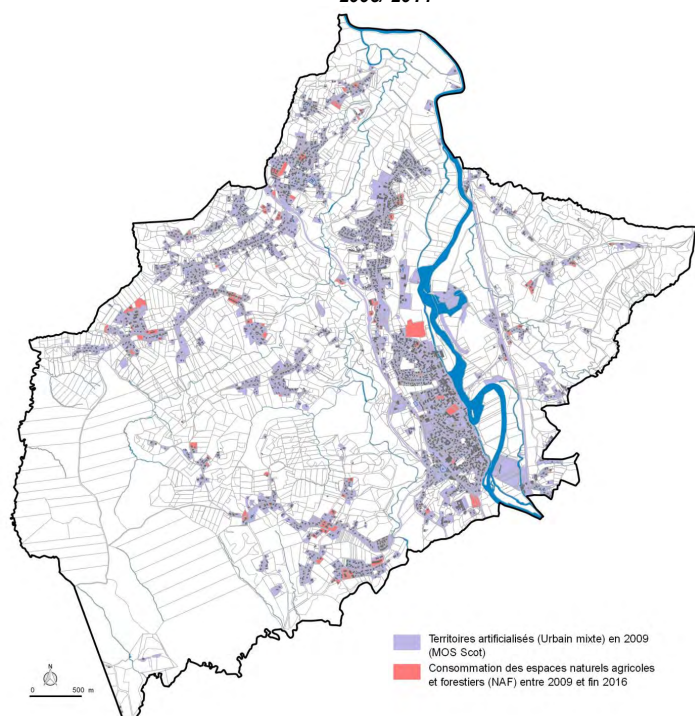 Territoires artificialisés (Urbain mixte) en 2009
(MOS Scot)
Consommation des espaces naturels agricoles
et forestiers (NAF) entre 2009 et fin 2016
N
0 500 m